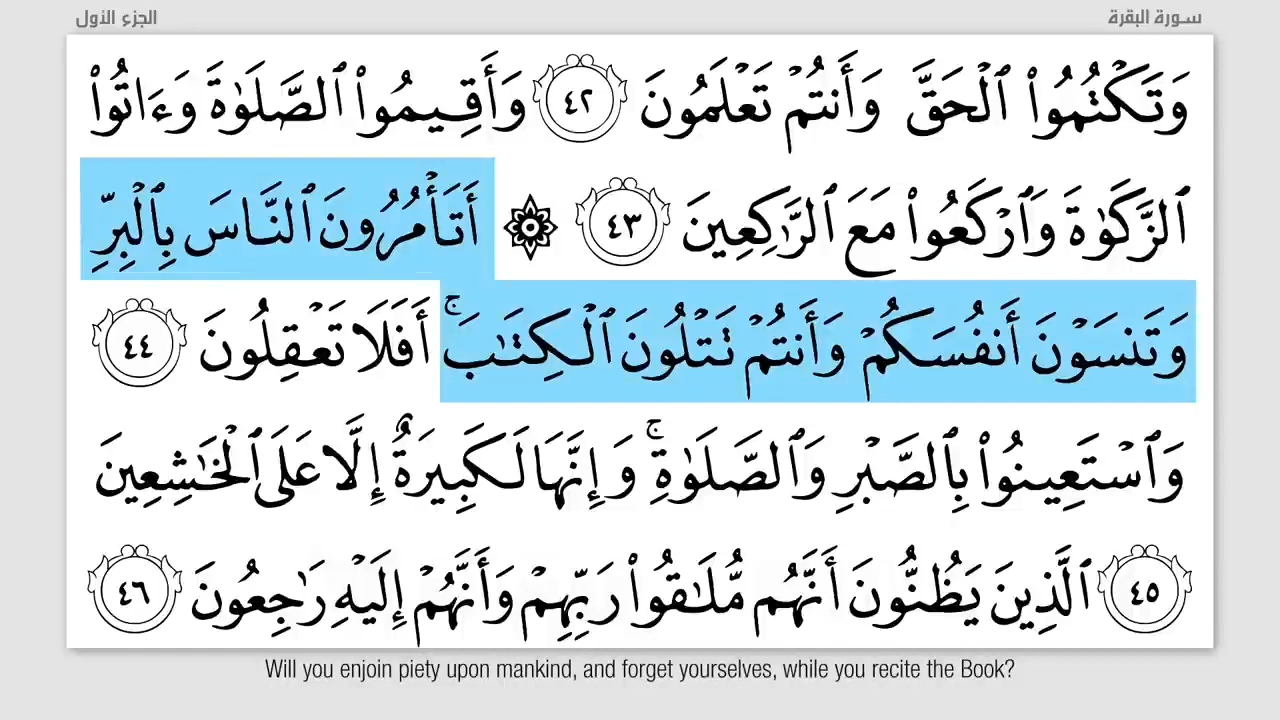 سورة البقرة الجزء الأول
وَتَكْتُمُوا۟ ٱلْحَقَّ وَأَنتُمْ تَعْلَمُونَ ٤٢ وَأَقِيمُوا۟ ٱلصَّلَوٰةَ وَءَاتُوا۟
ٱلزَّكَوٰةَ وَٱرْكَعُوا۟ مَعَ ٱلرَّٰكِعِينَ ٤٣ ۞ أَتَأْمُرُونَ ٱلنَّاسَ بِٱلْبِرِّ
وَتَنسَوْنَ أَنفُسَكُمْ وَأَنتُمْ تَتْلُونَ ٱلْكِتَٰبَ ۚ أَفَلَا تَعْقِلُونَ ٤٤
وَٱسْتَعِينُوا۟ بِٱلصَّبْرِ وَٱلصَّلَوٰةِ ۚ وَإِنَّهَا لَكَبِيرَةٌ إِلَّا عَلَى ٱلْخَٰشِعِينَ
٤٥ ٱلَّذِينَ يَظُنُّونَ أَنَّهُم مُّلَٰقُوا۟ رَبِّهِمْ وَأَنَّهُمْ إِلَيْهِ رَٰجِعُونَ ٤٦
Will you enjoin piety upon mankind, and forget yourselves, while you recite the Book?